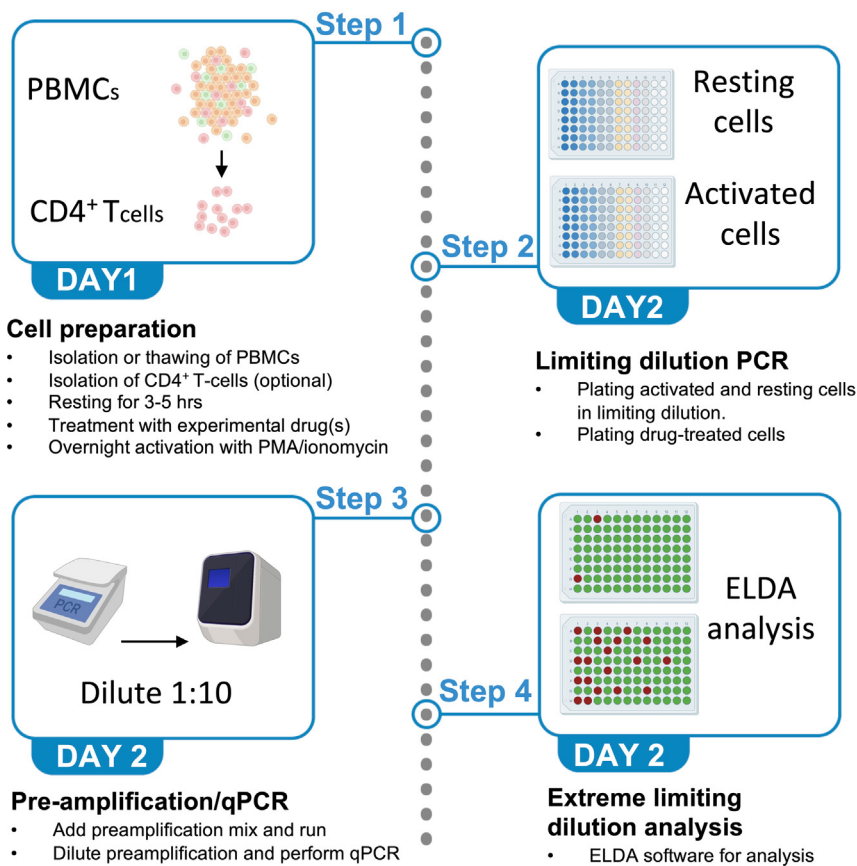 Step 1
PBMCs
CD4⁺ Tcells
DAY1
Cell preparation
• Isolation or thawing of PBMCs
• Isolation of CD4⁺ T-cells (optional)
• Resting for 3-5 hrs
• Treatment with experimental drug(s)
• Overnight activation with PMA/ionomycin
Step 2
Resting
cells
Activated
cells
DAY2
Limiting dilution PCR
• Plating activated and resting cells
in limiting dilution.
• Plating drug-treated cells
Step 3
PCR
Dilute 1:10
DAY 2
Pre-amplification/qPCR
• Add preamplification mix and run
• Dilute preamplification and perform qPCR
Step 4
ELDA
analysis
DAY 2
Extreme limiting
dilution analysis
• ELDA software for analysis